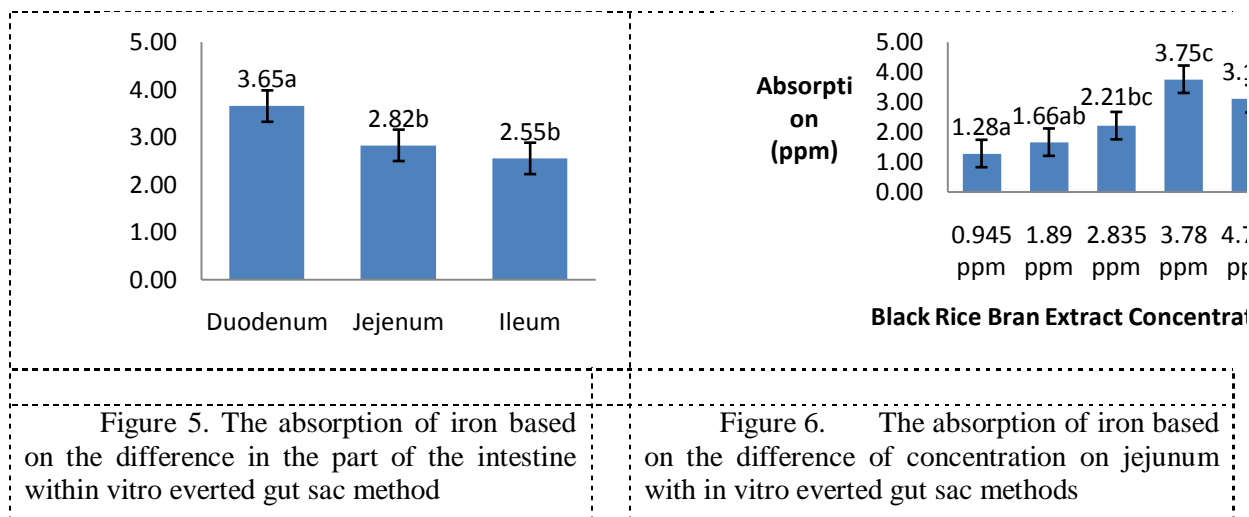 5.00
4.00
3.00
2.00
1.00
0.00
3.65a
2.82b
2.55b
Duodenum Jejenum Ileum
Absorpti
on
(ppm)
5.00
4.00
3.00
2.00
1.00
0.00
1.28a 1.66ab 2.21bc 3.75c
0.945 1.89 2.835 3.78
ppm ppm ppm ppm
Black Rice Bran Extract
Figure 5. The absorption of iron based
on the difference in the part of the intestine
within vitro everted gut sac method
Figure 6. The absorption of iron based
on the difference of concentration on jejunum
with in vitro everted gut sac methods